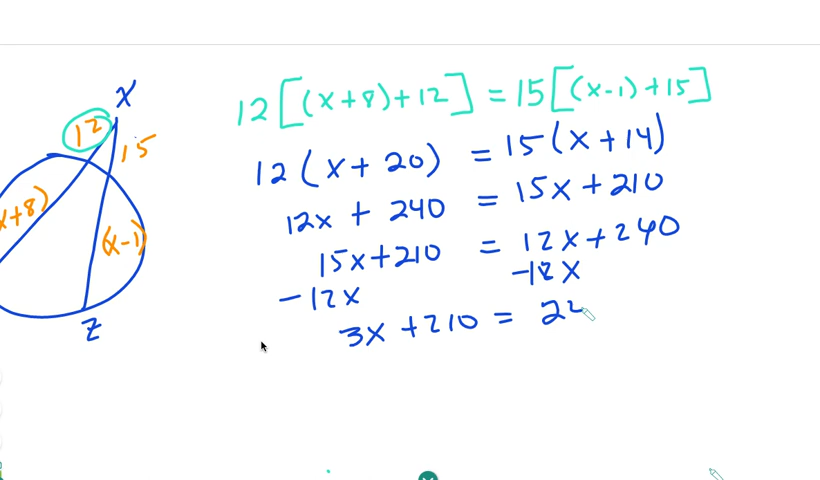 X
12
15
x+8)
(x-1)
Z
12[(x+8)+12] = 15[(x-1)+15]
12(x+20) = 15(x+14)
12x + 240 = 15x+210
15x+210 = 12x+240
-12x -12x
3x +210 = 24